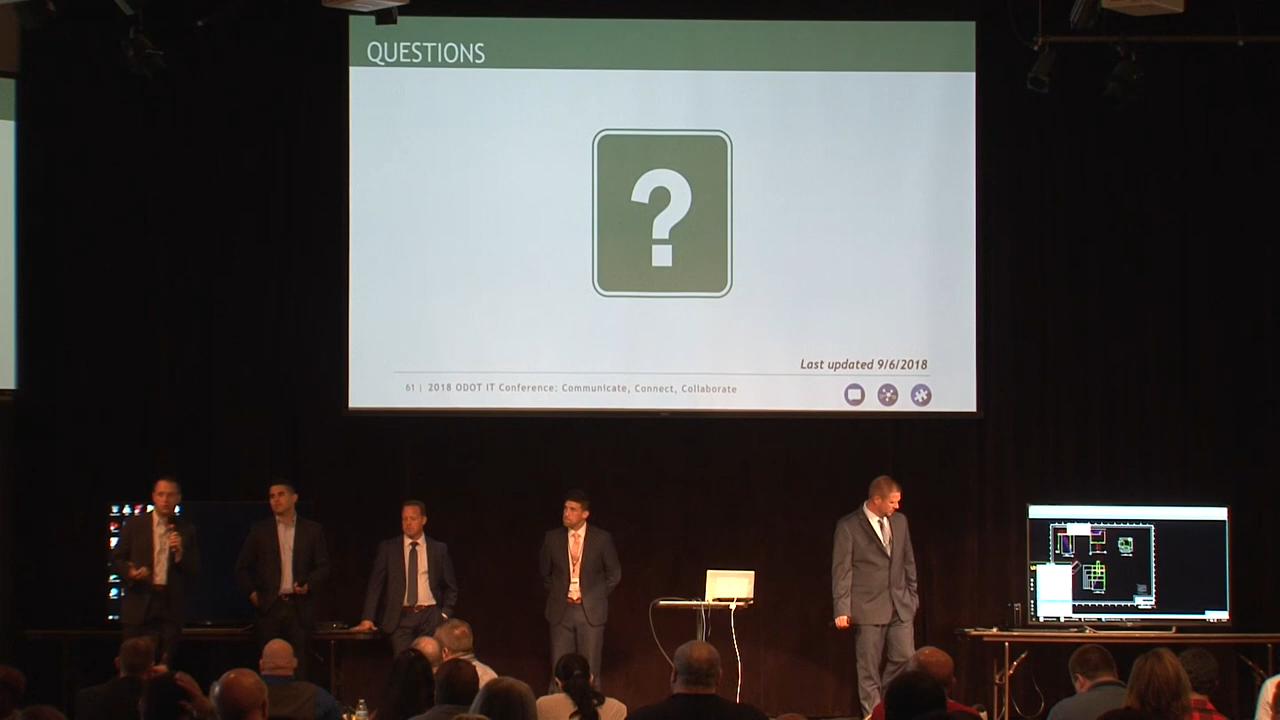 QUESTIONS
?
Last updated 9/6/2018
61 | 2018 ODOT IT Conference: Communicate, Connect, Collaborate